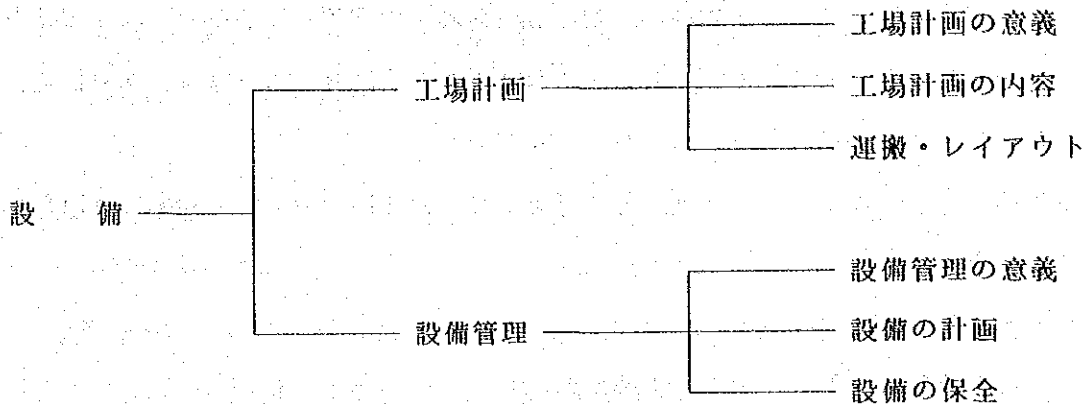 工場計画の意義
工場計画
工場計画の内容
運搬・レイアウト
設備
設備管理の意義
設備管理
設備の計画
設備の保全